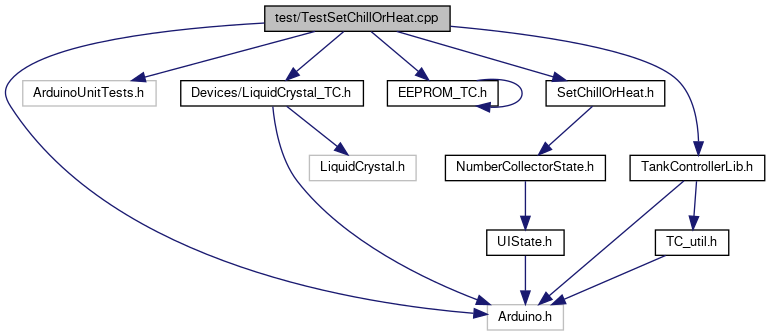 test/TestSetChillOrHeat.cpp
ArduinoUnitTests.h
Devices/LiquidCrystal_TC.h
EEPROM_TC.h
SetChillOrHeat.h
LiquidCrystal.h
NumberCollectorState.h
TankControllerLib.h
UIState.h
TC_util.h
Arduino.h